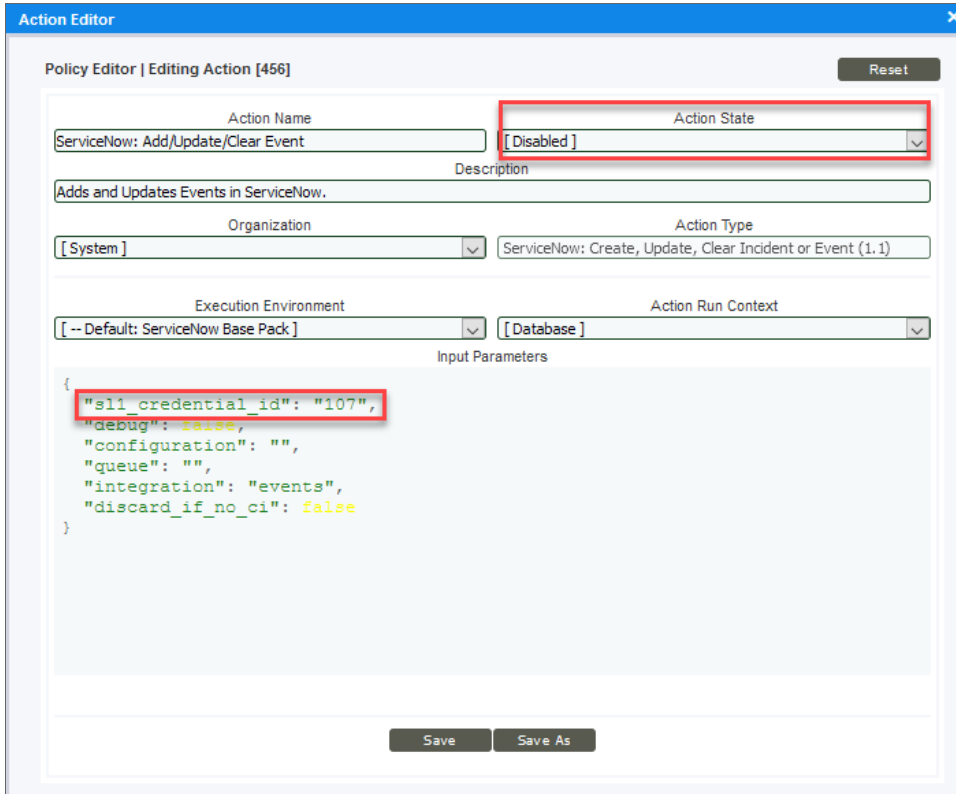 Action Editor
Policy Editor | Editing Action [456]
Reset
Action Name
Action State
ServiceNow: Add/Update/Clear Event
[ Disabled ]
Description
Adds and Updates Events in ServiceNow.
Organization
Action Type
[ System ]
ServiceNow: Create, Update, Clear Incident or Event (1.1)
Execution Environment
Action Run Context
[ -- Default: ServiceNow Base Pack ]
[ Database ]
Input Parameters
{
"sl1_credential_id": "107",
"debug": false,
"configuration": "",
"queue": "",
"integration": "events",
"discard_if_no_ci": false
}
Save
Save As